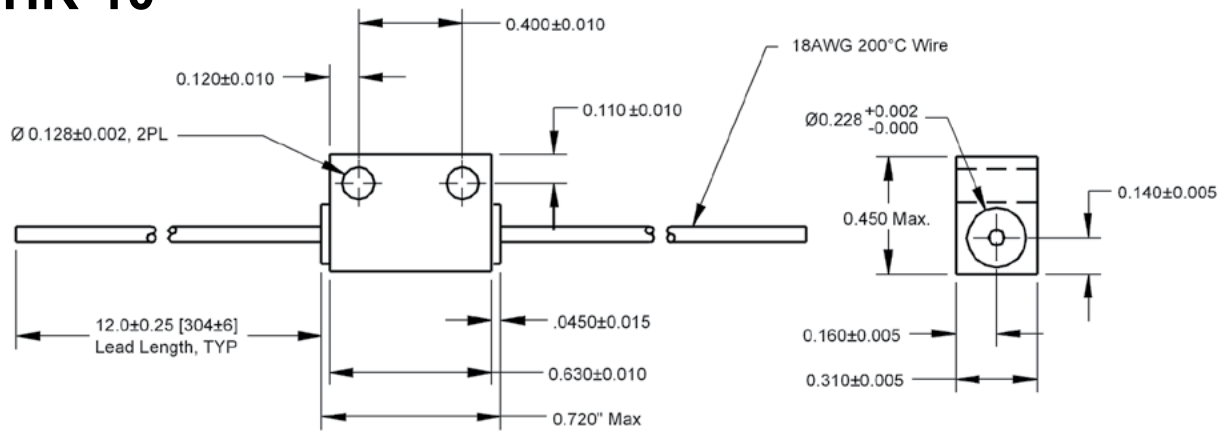 0.400±0.010
18AWG 200°C Wire
0.120±0.010
0.110±0.010
Ø 0.128±0.002, 2PL
Ø0.228 +0.002
-0.000
0.140±0.005
0.450 Max.
12.0±0.25 [304±6]
Lead Length, TYP
.0450±0.015
0.160±0.005
0.630±0.010
0.310±0.005
0.720" Max